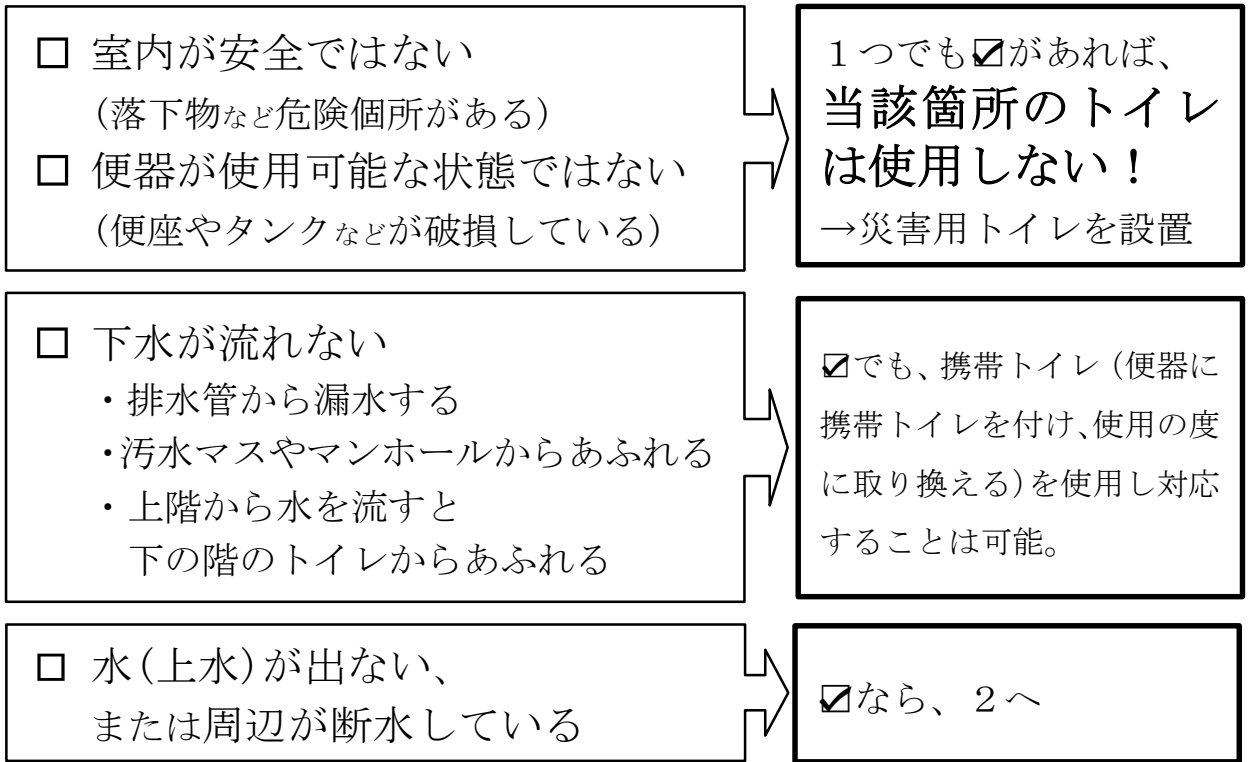 □ 室内が安全ではない
(落下物など危険個所がある)
□ 便器が使用可能な状態ではない
(便座やタンクなどが破損している)
１つでも☑があれば、
当該箇所のトイレ
は使用しない！
→災害用トイレを設置
□ 下水が流れない
・排水管から漏水する
・汚水マスやマンホールからあふれる
・上階から水を流すと
下の階のトイレからあふれる
☑でも、携帯トイレ（便器に
携帯トイレを付け、使用の度
に取り換える）を使用し対応
することは可能。
□ 水(上水)が出ない、
または周辺が断水している
☑なら、２へ